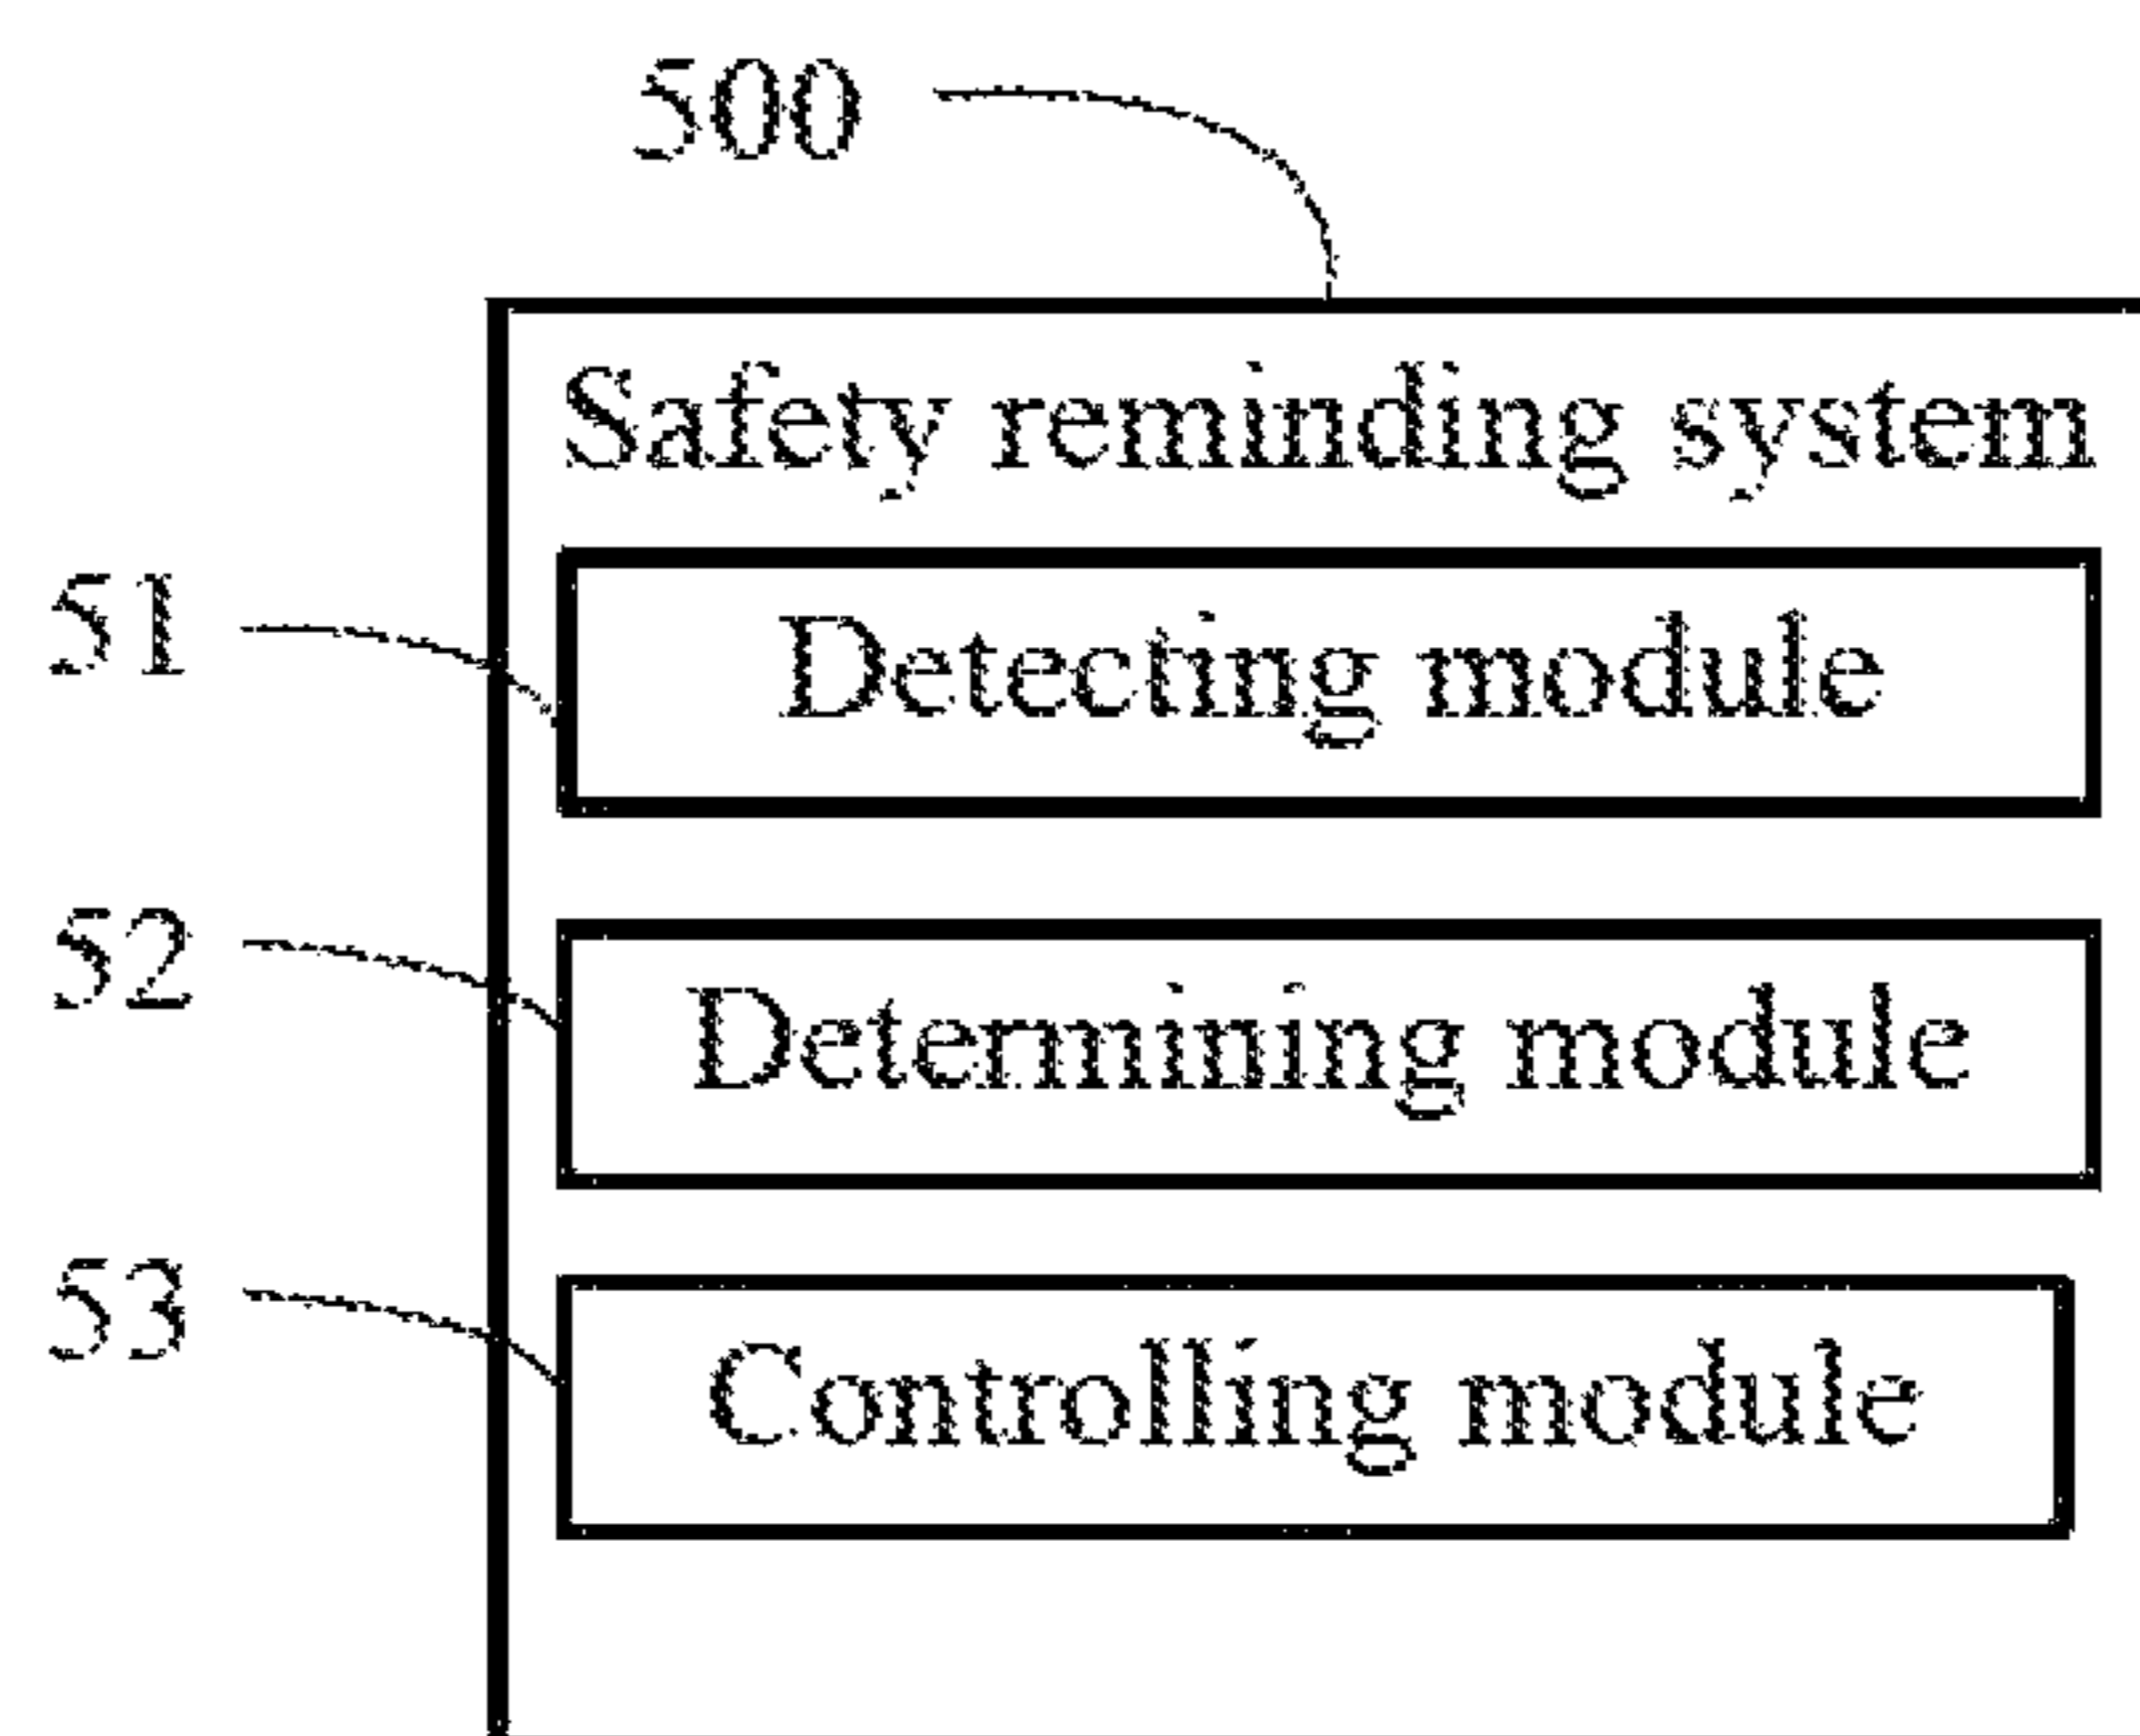 500
Safety reminding system
51
Detecting module
52
Determining module
53
Controlling module